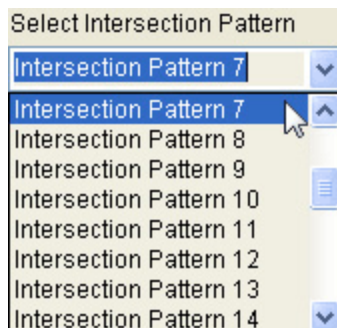 Select Intersection Pattern
Intersection Pattern 7
Intersection Pattern 7
Intersection Pattern 8
Intersection Pattern 9
Intersection Pattern 10
Intersection Pattern 11
Intersection Pattern 12
Intersection Pattern 13
Intersection Pattern 14